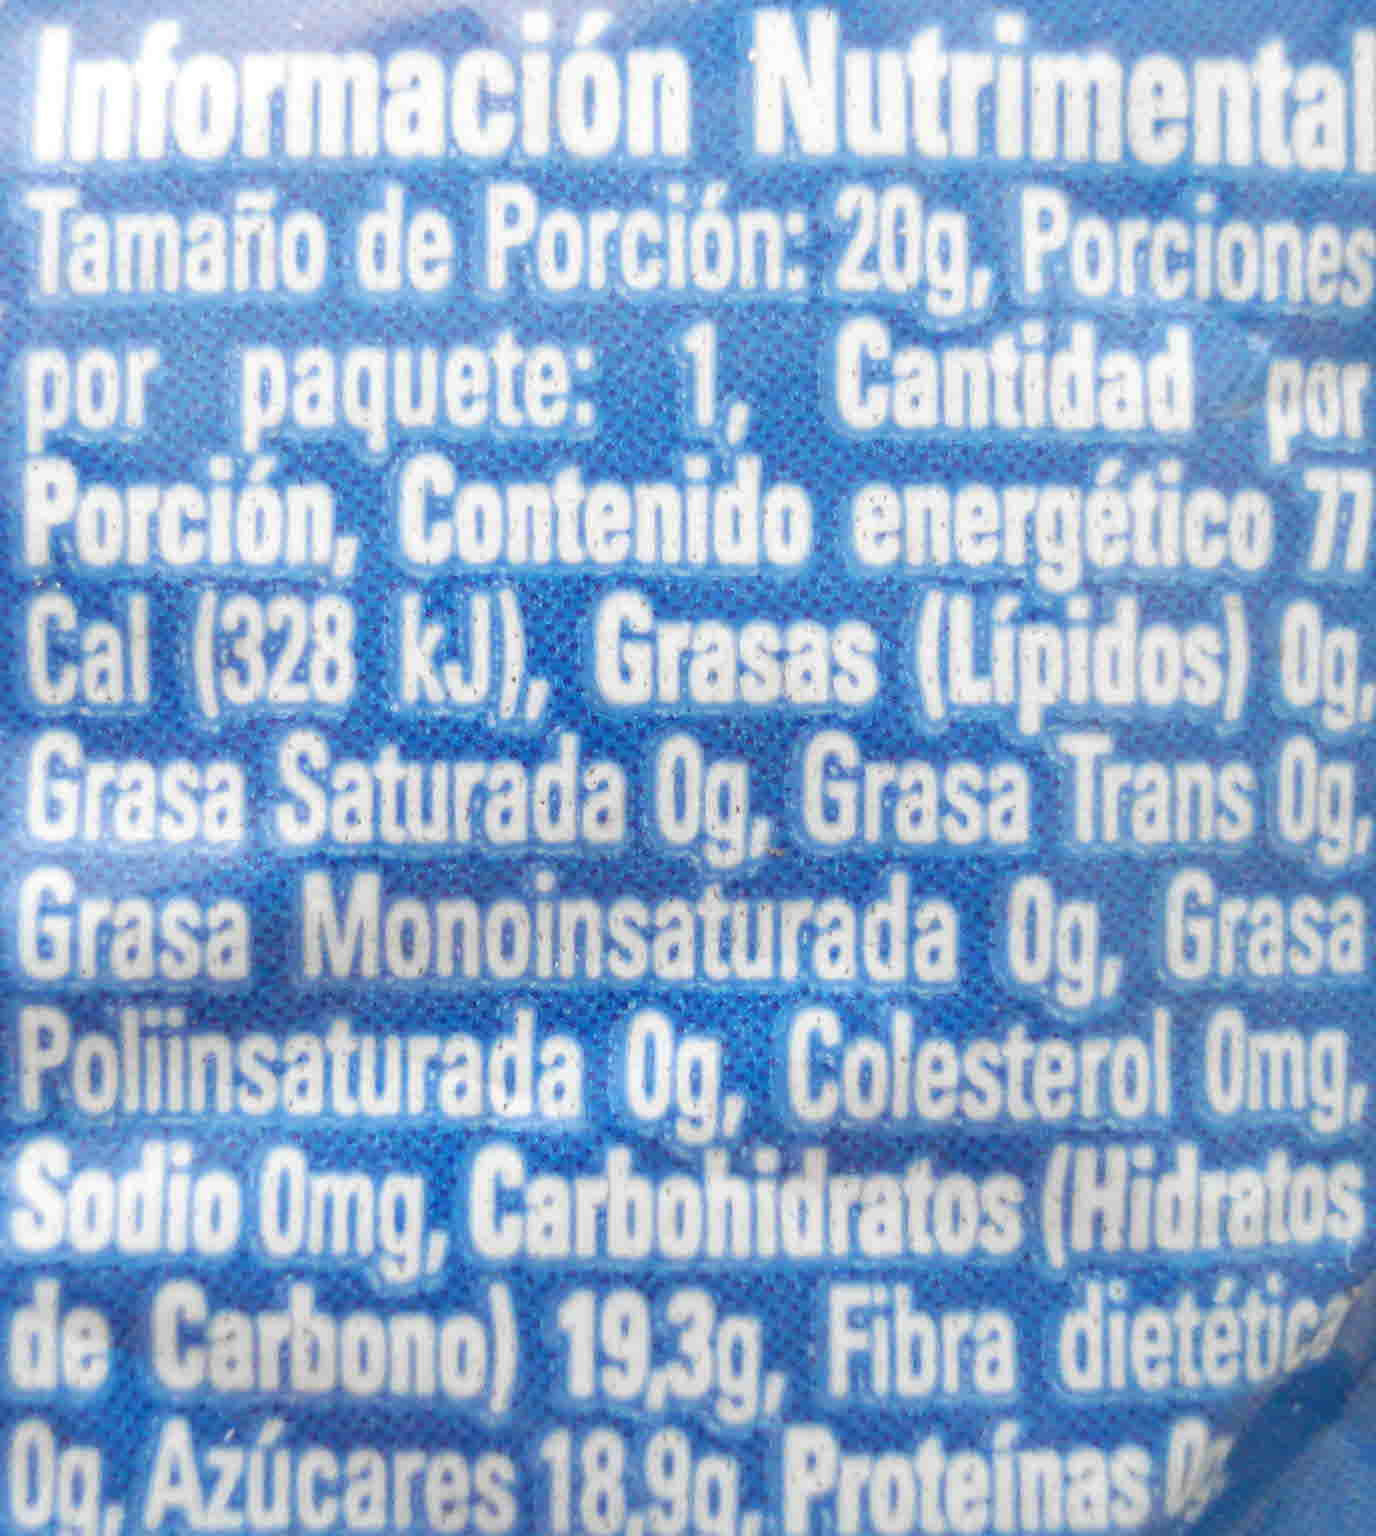 Información Nutrimental
Tamaño de Porción: 20g, Porciones
por paquete: 1, Cantidad por
Porción, Contenido energético 77
Cal (328 kJ), Grasas (Lípidos) 0g,
Grasa Saturada 0g, Grasa Trans 0g,
Grasa Monoinsaturada 0g, Grasa
Poliinsaturada 0g, Colesterol 0mg,
Sodio 0mg, Carbohidratos (Hidratos
de Carbono) 19,3g, Fibra dietética
0g, Azúcares 18,9g, Proteínas 0g